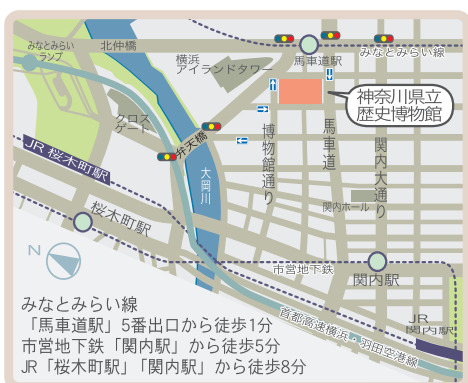 みなとみらい
ランプ
北仲橋
横浜
アイランドタワー
馬車道駅
みなとみらい線
神奈川県立
歴史博物館
クロス
ゲート
弁天橋
大岡川
博物館通り
馬車道
関内大通り
関内ホール
JR 桜木町駅
桜木町駅
N
市営地下鉄
関内駅
首都高速横浜・羽田空港線
JR
関内駅
みなとみらい線
「馬車道駅」5番出口から徒歩1分
市営地下鉄「関内駅」から徒歩5分
JR「桜木町駅」「関内駅」から徒歩8分